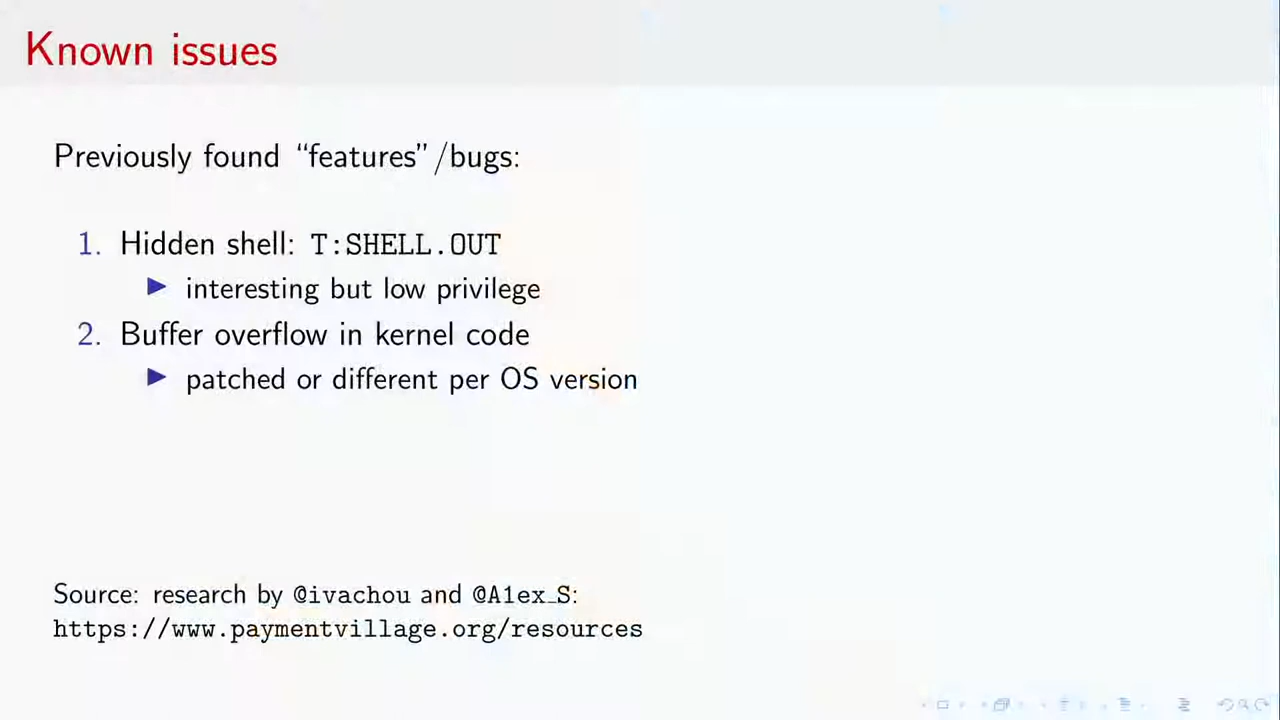 Known issues
Previously found “features”/bugs:
1. Hidden shell: T:SHELL.OUT
▶ interesting but low privilege
2. Buffer overflow in kernel code
▶ patched or different per OS version
Source: research by @ivachou and @A1ex_S:
https://www.paymentvillage.org/resources